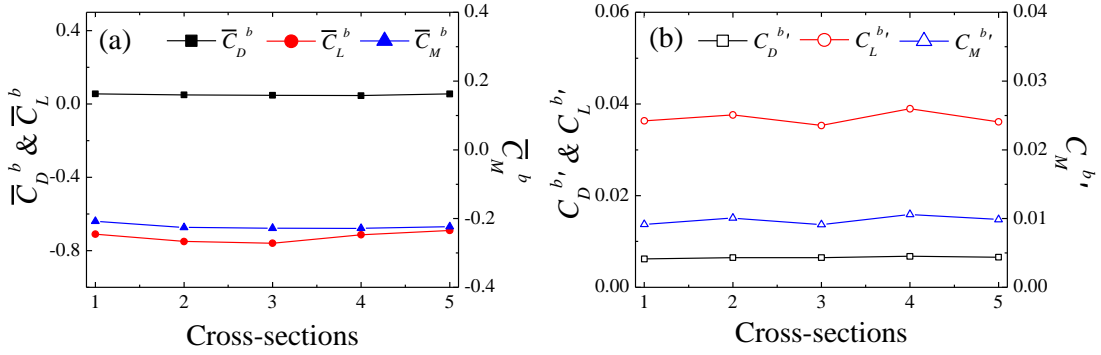 (a)
C̅_D^b
C̅_L^b
C̅_M^b
0.4
0.0
-0.4
-0.8
C̅_D^b & C̅_L^b
0.4
0.2
0.0
-0.2
-0.4
C̅_M^b
1 2 3 4 5
Cross-sections
(b)
C_D^b'
C_L^b'
C_M^b'
0.06
0.04
0.02
0.00
C_D^b' & C_L^b'
0.04
0.03
0.02
0.01
0.00
C_M^b'
1 2 3 4 5
Cross-sections